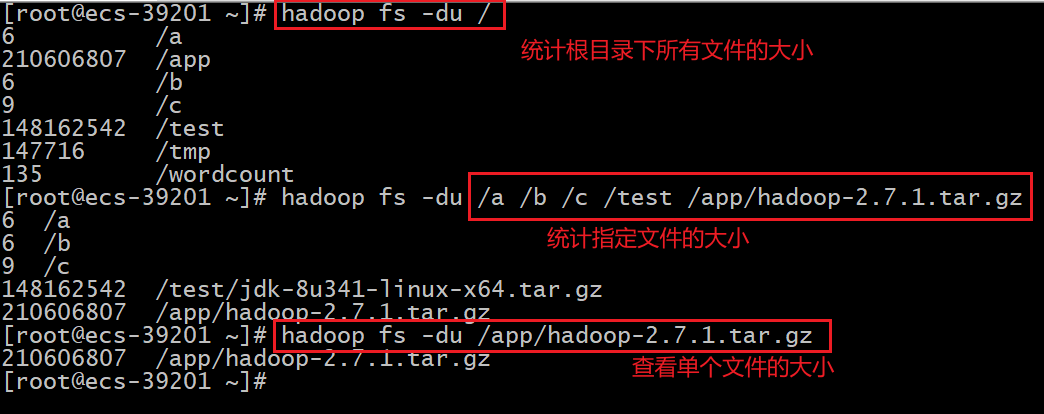 [root@ecs-39201 ~]# hadoop fs -du /
6 /a
统计根目录下所有文件的大小
210606807 /app
6 /b
9 /c
148162542 /test
147716 /tmp
135 /wordcount
[root@ecs-39201 ~]# hadoop fs -du /a /b /c /test /app/hadoop-2.7.1.tar.gz
6 /a
统计指定文件的大小
6 /b
9 /c
148162542 /test/jdk-8u341-linux-x64.tar.gz
210606807 /app/hadoop-2.7.1.tar.gz
[root@ecs-39201 ~]# hadoop fs -du /app/hadoop-2.7.1.tar.gz
210606807 /app/hadoop-2.7.1.tar.gz
查看单个文件的大小
[root@ecs-39201 ~]#